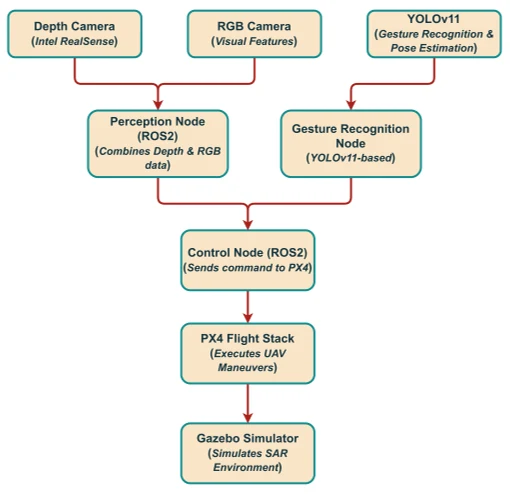 Depth Camera
(Intel RealSense)
RGB Camera
(Visual Features)
YOLOv11
(Gesture Recognition &
Pose Estimation)
Perception Node
(ROS2)
(Combines Depth & RGB
data)
Gesture Recognition
Node
(YOLOv11-based)
Control Node (ROS2)
(Sends command to PX4)
PX4 Flight Stack
(Executes UAV
Maneuvers)
Gazebo Simulator
(Simulates SAR
Environment)